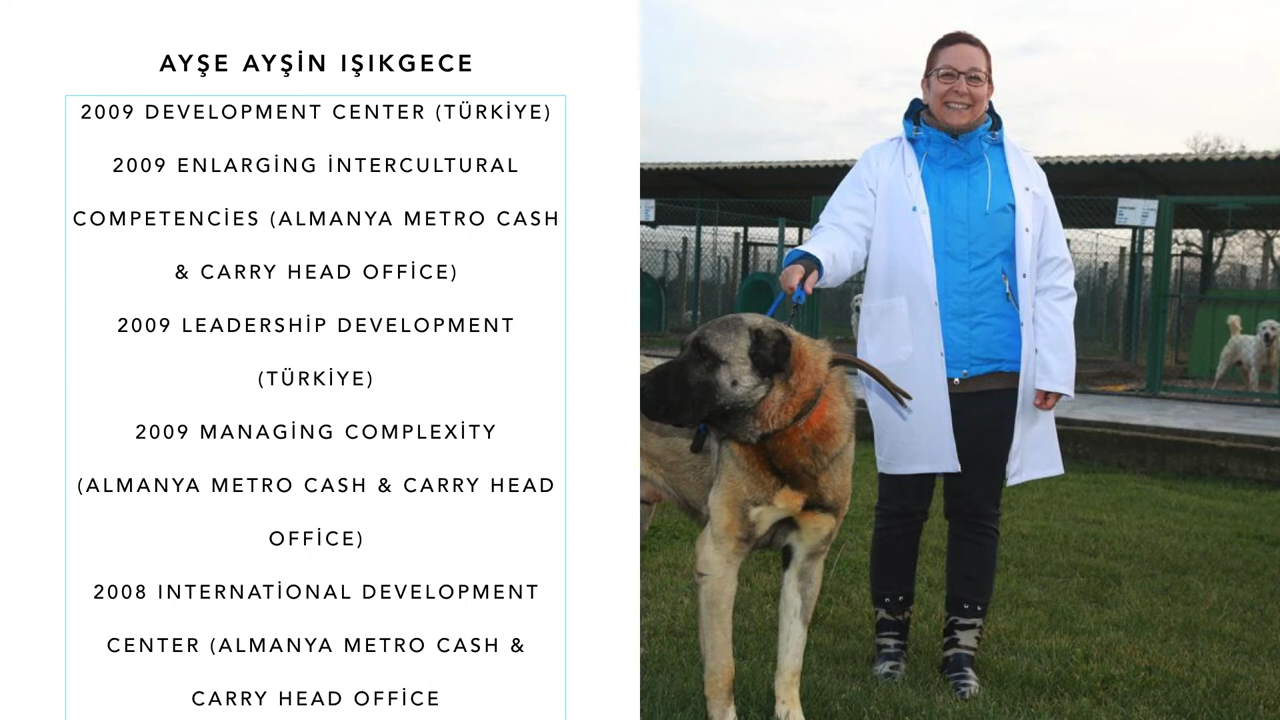 AYŞE AYŞİN IŞIKGECE
2009 DEVELOPMENT CENTER (TÜRKİYE)
2009 ENLARGİNG İNTERCULTURAL
COMPETENCİES (ALMANYA METRO CASH
& CARRY HEAD OFFİCE)
2009 LEADERSHİP DEVELOPMENT
(TÜRKİYE)
2009 MANAGİNG COMPLEXİTY
(ALMANYA METRO CASH & CARRY HEAD
OFFİCE)
2008 INTERNATİONAL DEVELOPMENT
CENTER (ALMANYA METRO CASH &
CARRY HEAD OFFİCE